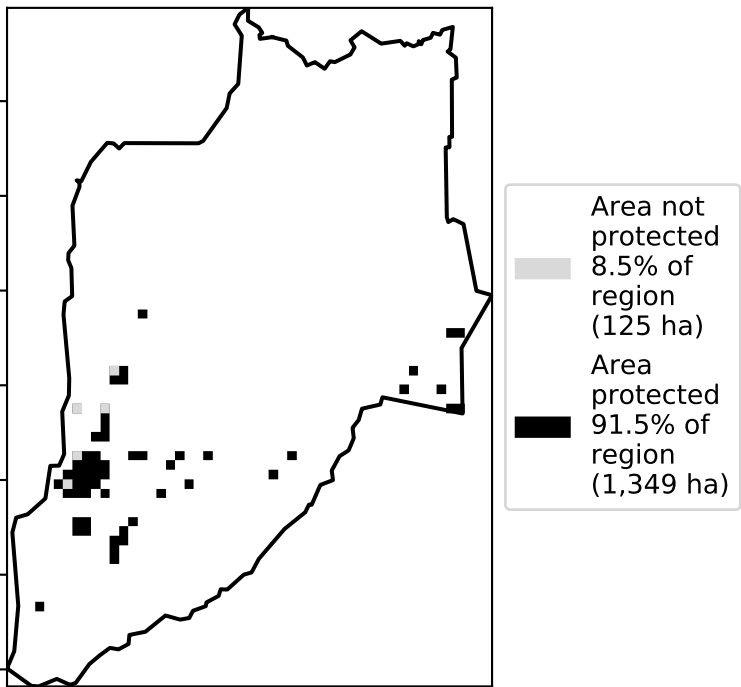 Area not
protected
8.5% of
region
(125 ha)
Area
protected
91.5% of
region
(1,349 ha)